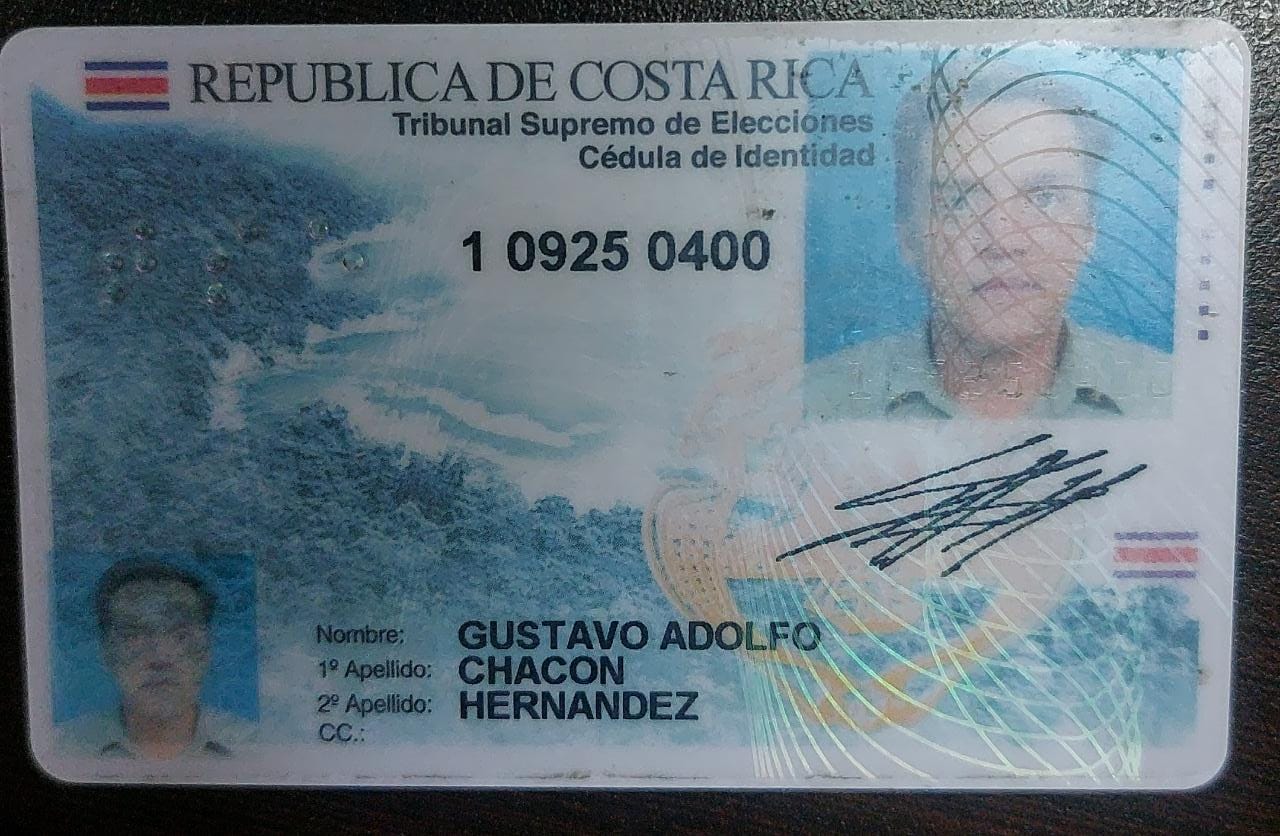 REPUBLICA DE COSTA RICA
Tribunal Supremo de Elecciones
Cédula de Identidad
1 0925 0400
Nombre: GUSTAVO ADOLFO
1º Apellido: CHACON
2º Apellido: HERNANDEZ
CC.: